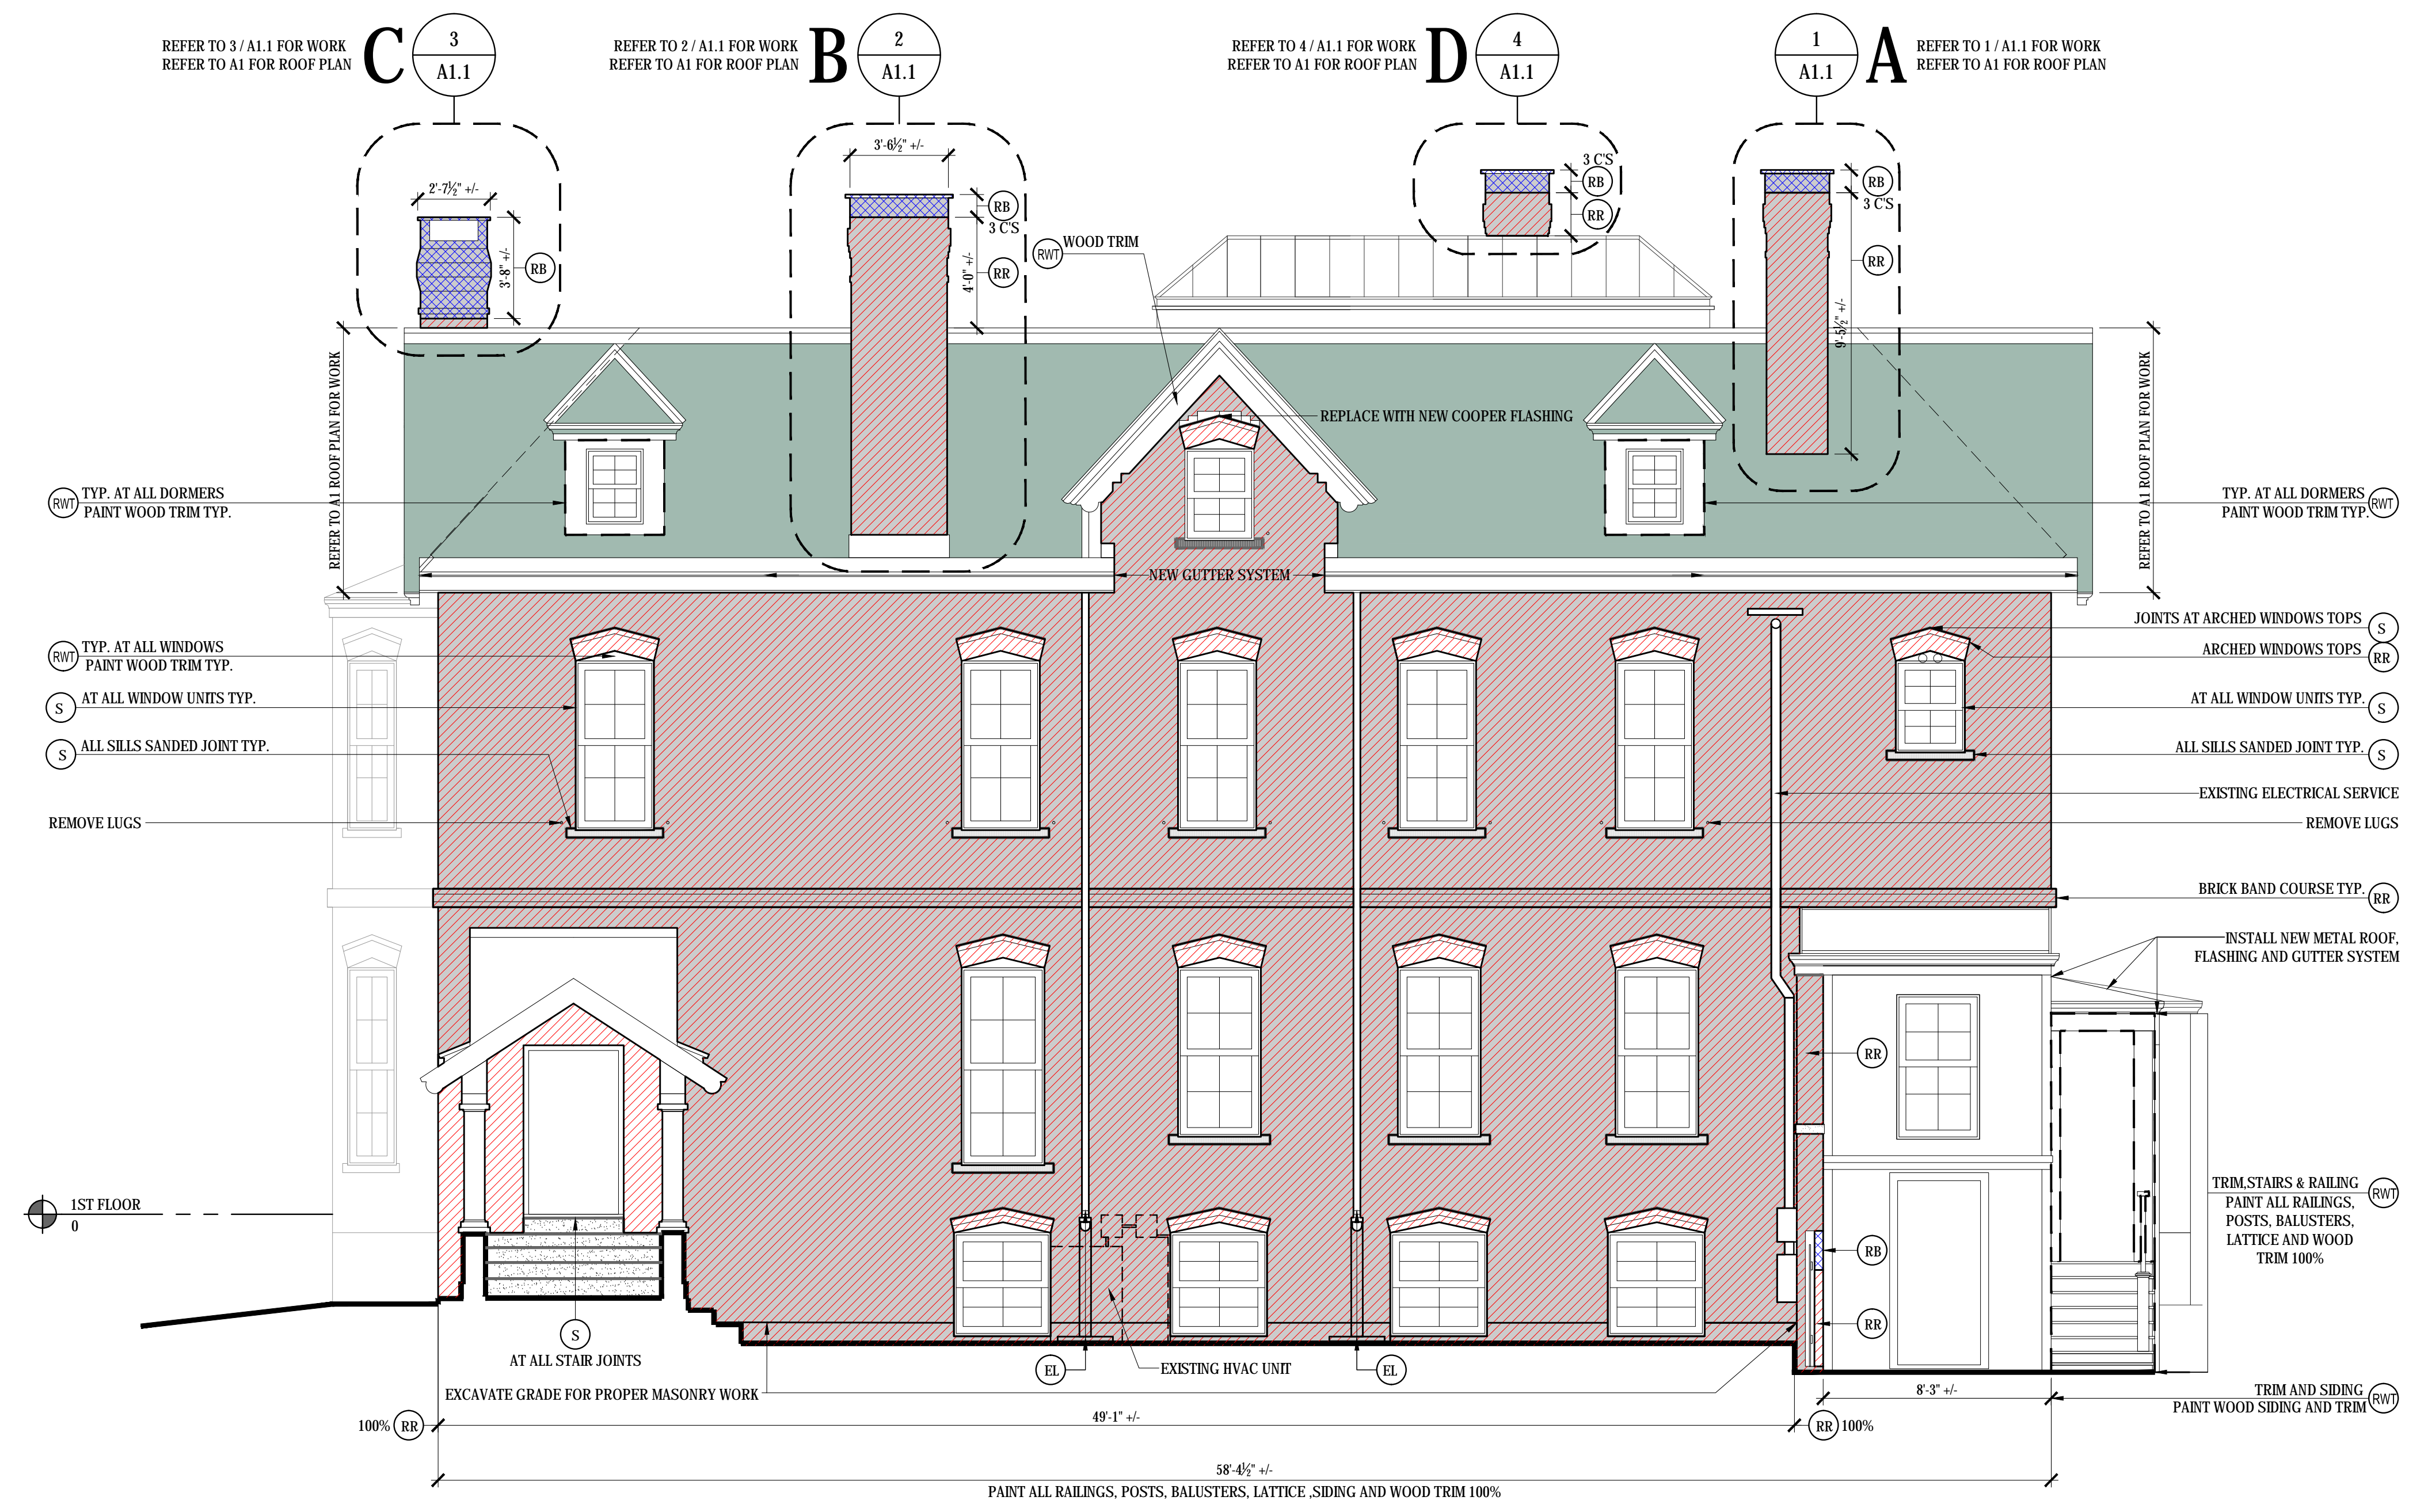 REFER TO 3 / A1.1 FOR WORK
REFER TO A1 FOR ROOF PLAN
C
3
A1.1
REFER TO 2 / A1.1 FOR WORK
REFER TO A1 FOR ROOF PLAN
B
2
A1.1
REFER TO 4 / A1.1 FOR WORK
REFER TO A1 FOR ROOF PLAN
D
4
A1.1
1
A1.1
A
REFER TO 1 / A1.1 FOR WORK
REFER TO A1 FOR ROOF PLAN
2'-7½" +/-
3'-8" +/-
RB
3'-6½" +/-
RB
3 C'S
4'-0" +/-
RR
RWT
WOOD TRIM
3 C'S
RB
RR
RB
3 C'S
RR
9'-5½" +/-
REFER TO A1 ROOF PLAN FOR WORK
REFER TO A1 ROOF PLAN FOR WORK
REPLACE WITH NEW COOPER FLASHING
RWT
TYP. AT ALL DORMERS
PAINT WOOD TRIM TYP.
TYP. AT ALL DORMERS
PAINT WOOD TRIM TYP.
RWT
NEW GUTTER SYSTEM
RWT
TYP. AT ALL WINDOWS
PAINT WOOD TRIM TYP.
S
AT ALL WINDOW UNITS TYP.
S
ALL SILLS SANDED JOINT TYP.
REMOVE LUGS
JOINTS AT ARCHED WINDOWS TOPS
S
ARCHED WINDOWS TOPS
RR
AT ALL WINDOW UNITS TYP.
S
ALL SILLS SANDED JOINT TYP.
S
EXISTING ELECTRICAL SERVICE
REMOVE LUGS
BRICK BAND COURSE TYP.
RR
INSTALL NEW METAL ROOF,
FLASHING AND GUTTER SYSTEM
RR
1ST FLOOR
0
TRIM,STAIRS & RAILING
PAINT ALL RAILINGS,
POSTS, BALUSTERS,
LATTICE AND WOOD
TRIM 100%
RWT
RB
RR
S
AT ALL STAIR JOINTS
EL
EXISTING HVAC UNIT
EL
EXCAVATE GRADE FOR PROPER MASONRY WORK
8'-3" +/-
TRIM AND SIDING
PAINT WOOD SIDING AND TRIM
RWT
100%
RR
49'-1" +/-
RR
100%
58'-4½" +/-
PAINT ALL RAILINGS, POSTS, BALUSTERS, LATTICE ,SIDING AND WOOD TRIM 100%